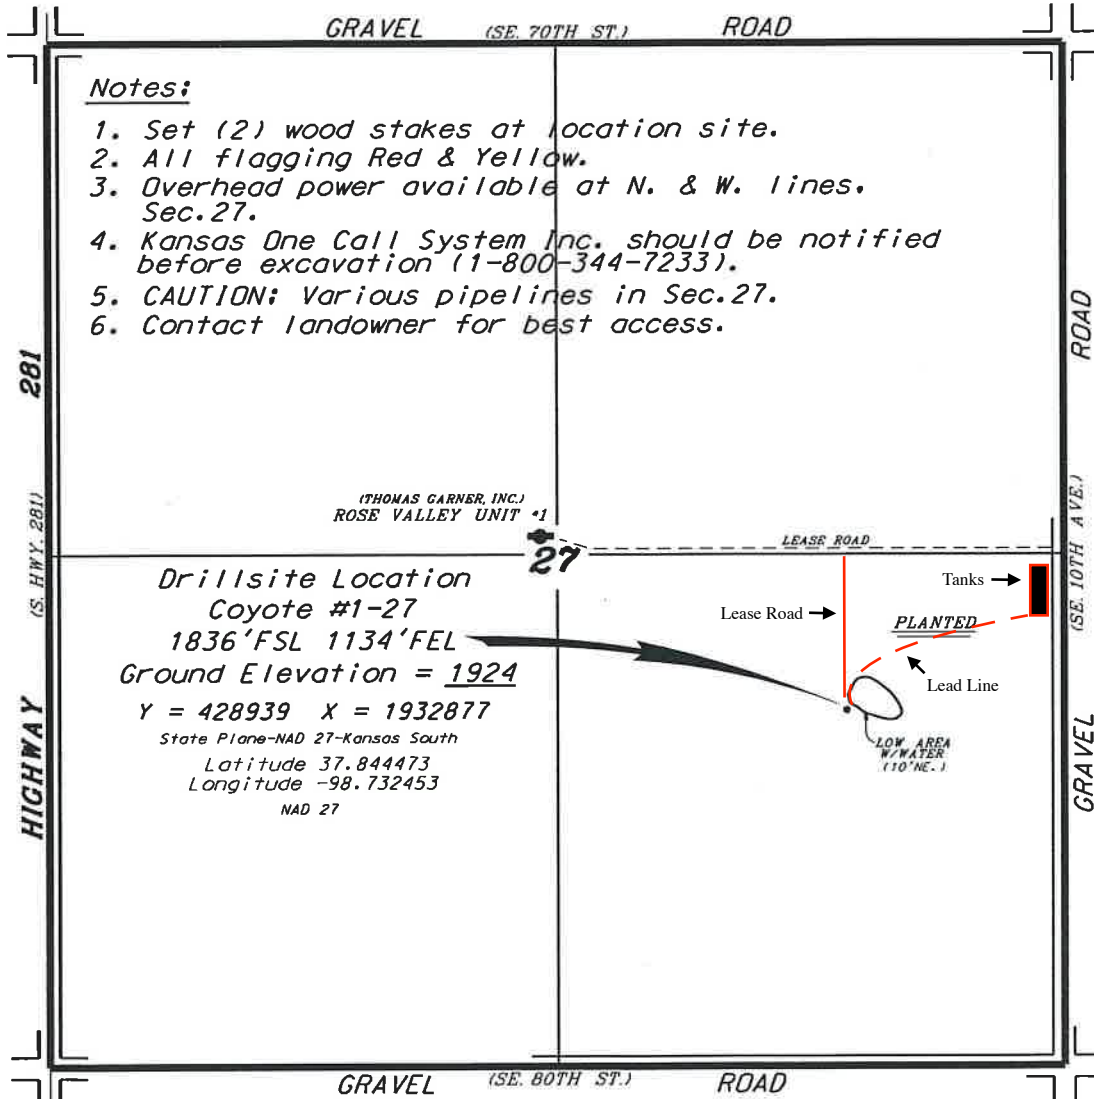 GRAVEL (SE. 70TH ST.) ROAD
Notes:
1. Set (2) wood stakes at location site.
2. All flagging Red & Yellow.
3. Overhead power available at N. & W. lines.
Sec.27.
4. Kansas One Call System Inc. should be notified
before excavation (1-800-344-7233).
5. CAUTION: Various pipelines in Sec.27.
6. Contact landowner for best access.
HIGHWAY (S. HWY. 281) 281
GRAVEL (SE. 10TH AVE.) ROAD
(THOMAS GARNER, INC.)
ROSE VALLEY UNIT #1
27
LEASE ROAD
Drillsite Location
Coyote #1-27
1836'FSL 1134'FEL
Ground Elevation = 1924
Y = 428939 X = 1932877
State Plane-NAD 27-Kansas South
Latitude 37.844473
Longitude -98.732453
NAD 27
Tanks
Lease Road
PLANTED
Lead Line
LOW AREA
W/WATER
(10'NE.)
GRAVEL (SE. 80TH ST.) ROAD